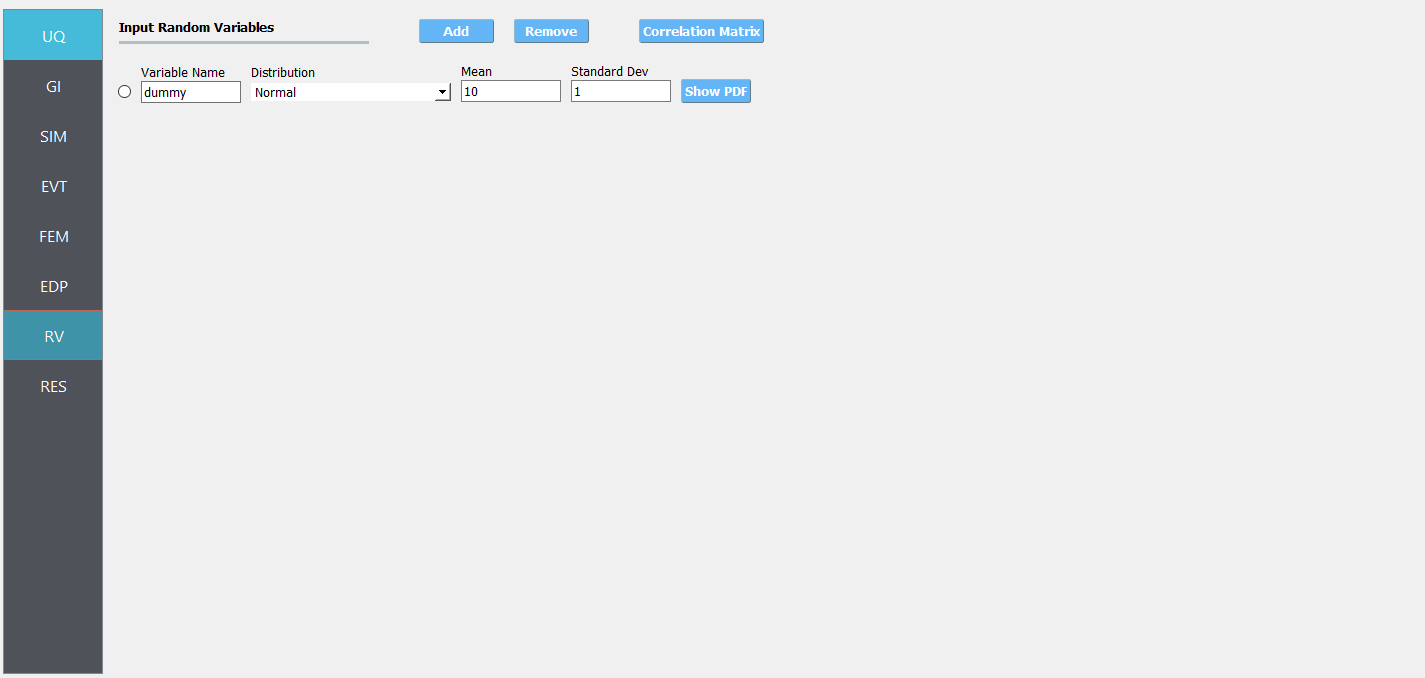 UQ
GI
SIM
EVT
FEM
EDP
RV
RES
Input Random Variables
Add
Remove
Correlation Matrix
Variable Name
Distribution
Mean
Standard Dev
dummy
Normal
10
1
Show PDF